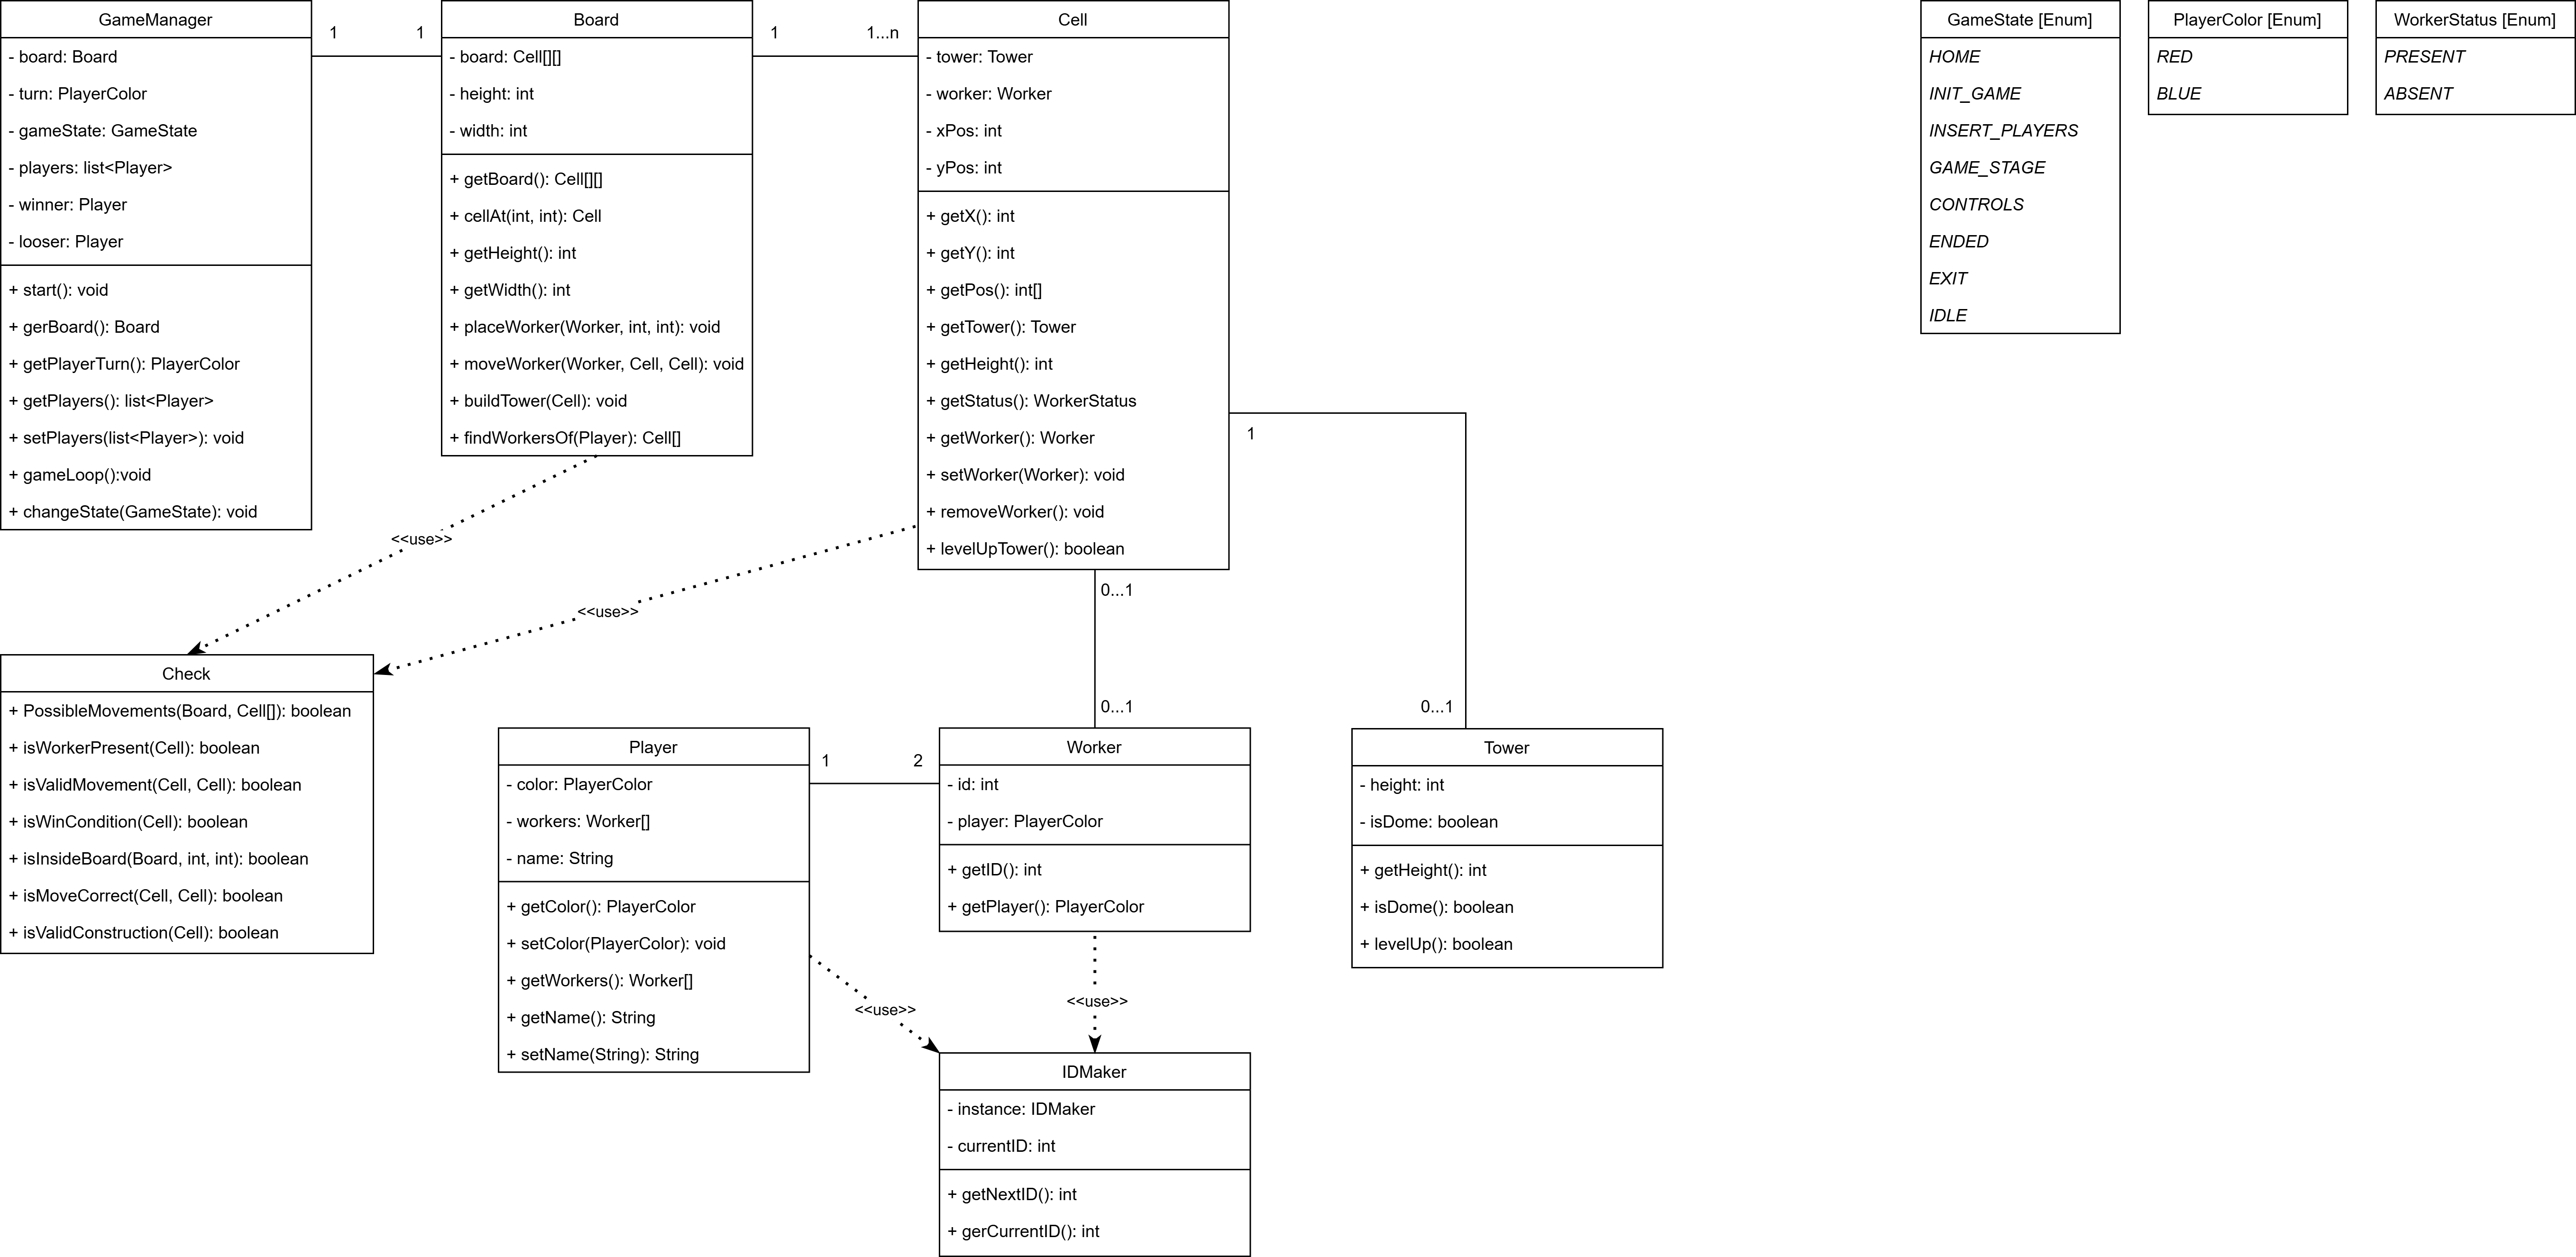 GameManager
- board: Board
- turn: PlayerColor
- gameState: GameState
- players: list<Player>
- winner: Player
- looser: Player
+ start(): void
+ gerBoard(): Board
+ getPlayerTurn(): PlayerColor
+ getPlayers(): list<Player>
+ setPlayers(list<Player>): void
+ gameLoop():void
+ changeState(GameState): void
1
1
Board
- board: Cell[][]
- height: int
- width: int
+ getBoard(): Cell[][]
+ cellAt(int, int): Cell
+ getHeight(): int
+ getWidth(): int
+ placeWorker(Worker, int, int): void
+ moveWorker(Worker, Cell, Cell): void
+ buildTower(Cell): void
+ findWorkersOf(Player): Cell[]
1
1...n
Cell
- tower: Tower
- worker: Worker
- xPos: int
- yPos: int
+ getX(): int
+ getY(): int
+ getPos(): int[]
+ getTower(): Tower
+ getHeight(): int
+ getStatus(): WorkerStatus
+ getWorker(): Worker
+ setWorker(Worker): void
+ removeWorker(): void
+ levelUpTower(): boolean
GameState [Enum]
HOME
INIT_GAME
INSERT_PLAYERS
GAME_STAGE
CONTROLS
ENDED
EXIT
IDLE
PlayerColor [Enum]
RED
BLUE
WorkerStatus [Enum]
PRESENT
ABSENT
1
<<use>>
<<use>>
0...1
0...1
0...1
Check
+ PossibleMovements(Board, Cell[]): boolean
+ isWorkerPresent(Cell): boolean
+ isValidMovement(Cell, Cell): boolean
+ isWinCondition(Cell): boolean
+ isInsideBoard(Board, int, int): boolean
+ isMoveCorrect(Cell, Cell): boolean
+ isValidConstruction(Cell): boolean
Player
- color: PlayerColor
- workers: Worker[]
- name: String
+ getColor(): PlayerColor
+ setColor(PlayerColor): void
+ getWorkers(): Worker[]
+ getName(): String
+ setName(String): String
1
2
Worker
- id: int
- player: PlayerColor
+ getID(): int
+ getPlayer(): PlayerColor
Tower
- height: int
- isDome: boolean
+ getHeight(): int
+ isDome(): boolean
+ levelUp(): boolean
<<use>>
<<use>>
IDMaker
- instance: IDMaker
- currentID: int
+ getNextID(): int
+ gerCurrentID(): int